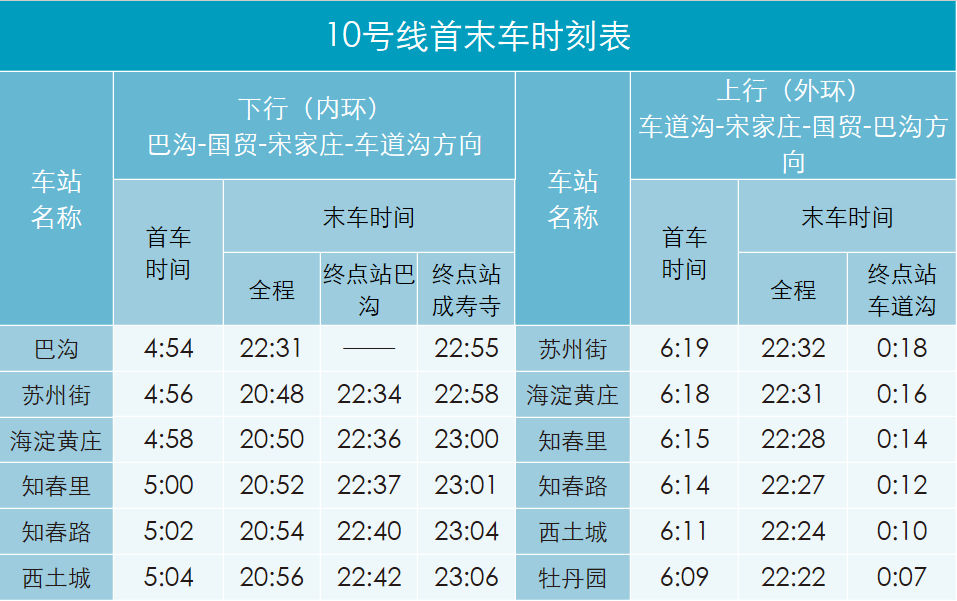 10号线首末车时刻表
车站
名称
下行（内环）
巴沟-国贸-宋家庄-车道沟方向
车站
名称
上行（外环）
车道沟-宋家庄-国贸-巴沟方
向
首车
时间
末车时间
首车
时间
末车时间
全程
终点站巴
沟
终点站
成寿寺
全程
终点站
车道沟
巴沟 4:54 22:31 —— 22:55 苏州街 6:19 22:32 0:18
苏州街 4:56 20:48 22:34 22:58 海淀黄庄 6:18 22:31 0:16
海淀黄庄 4:58 20:50 22:36 23:00 知春里 6:15 22:28 0:14
知春里 5:00 20:52 22:37 23:01 知春路 6:14 22:27 0:12
知春路 5:02 20:54 22:40 23:04 西土城 6:11 22:24 0:10
西土城 5:04 20:56 22:42 23:06 牡丹园 6:09 22:22 0:07